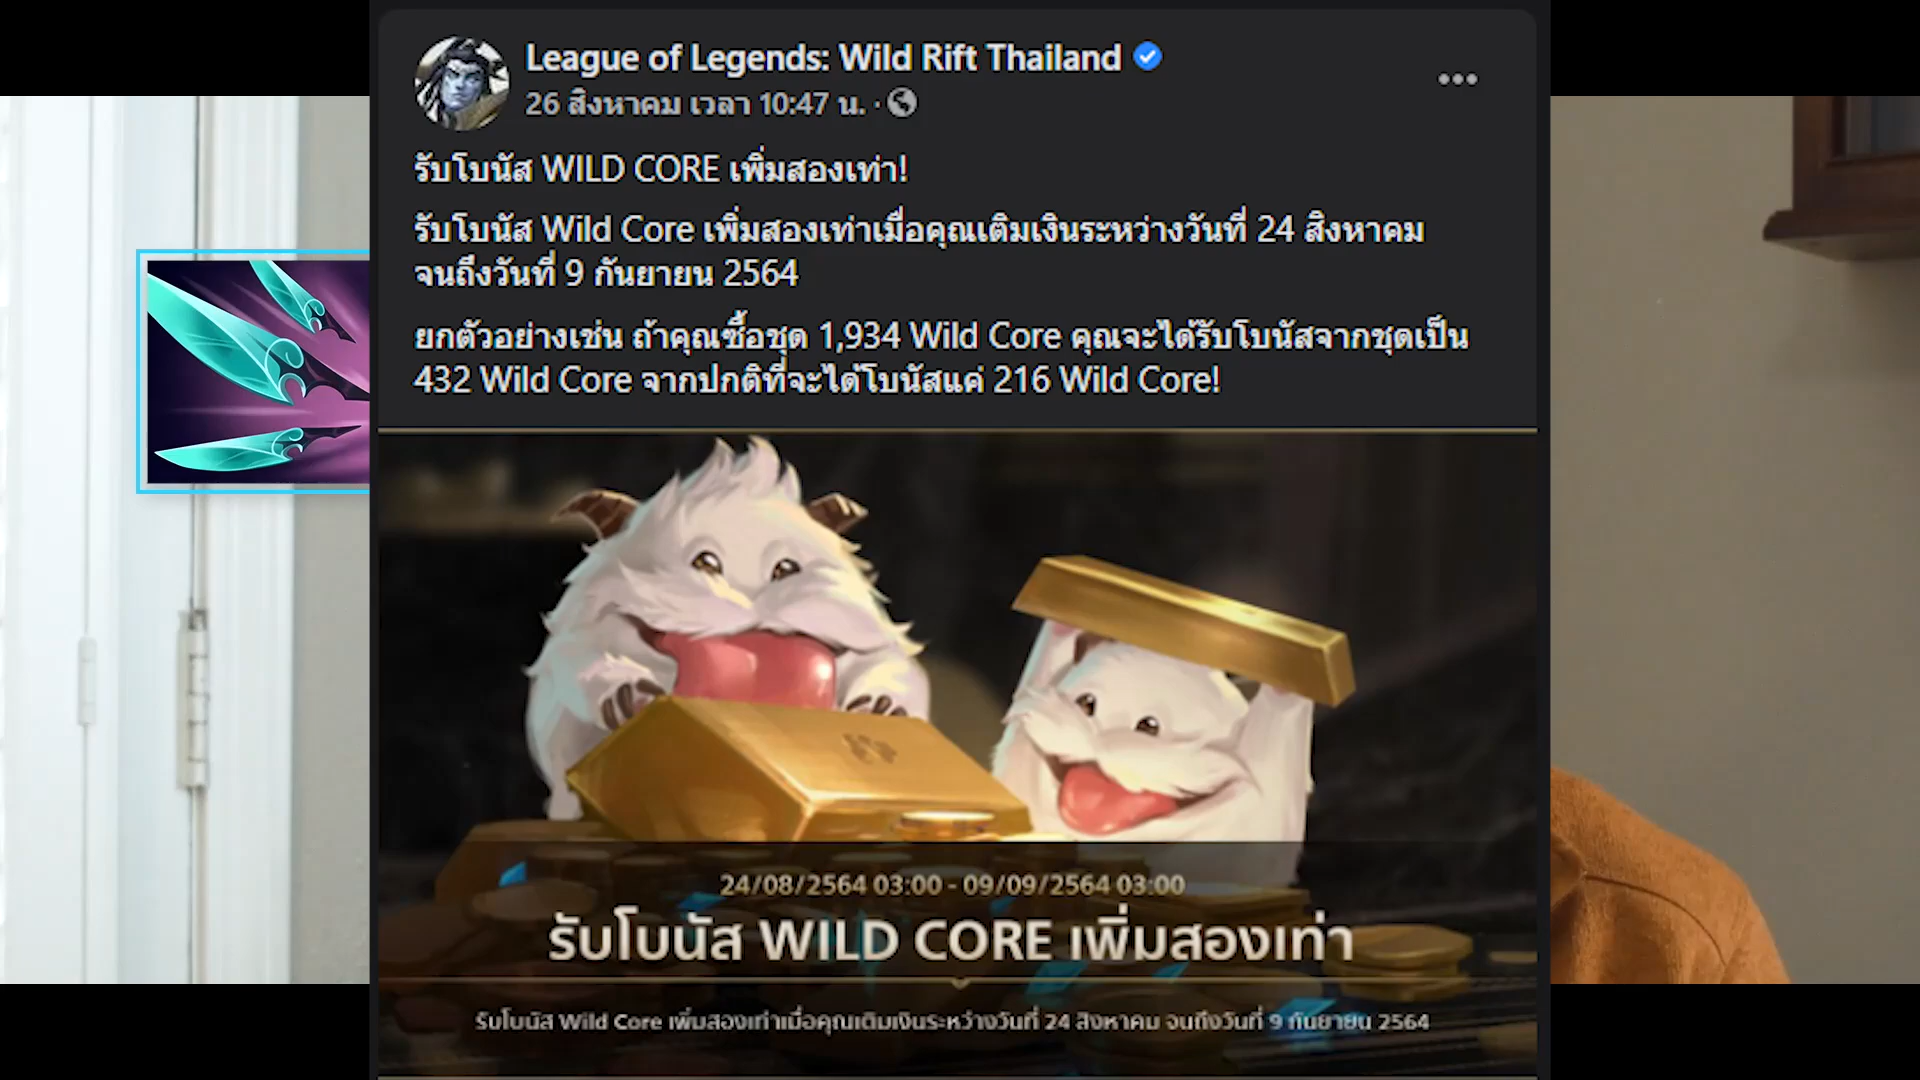 League of Legends: Wild Rift Thailand
26 สิงหาคม เวลา 10:47 น. ·
รับโบนัส WILD CORE เพิ่มสองเท่า!
รับโบนัส Wild Core เพิ่มสองเท่าเมื่อคุณเติมเงินระหว่างวันที่ 24 สิงหาคม
จนถึงวันที่ 9 กันยายน 2564
ยกตัวอย่างเช่น ถ้าคุณซื้อชุด 1,934 Wild Core คุณจะได้รับโบนัสจากชุดเป็น
432 Wild Core จากปกติที่จะได้โบนัสแค่ 216 Wild Core!
24/08/2564 03:00 - 09/09/2564 03:00
รับโบนัส WILD CORE เพิ่มสองเท่า
รับโบนัส Wild Core เพิ่มสองเท่าเมื่อคุณเติมเงินระหว่างวันที่ 24 สิงหาคม จนถึงวันที่ 9 กันยายน 2564